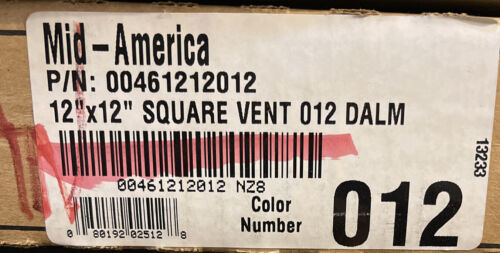 Mid-America
P/N: 00461212012
12"x12" SQUARE VENT 012 DALM
00461212012 NZ8
0 80192 02512 8
Color
Number
012
13233